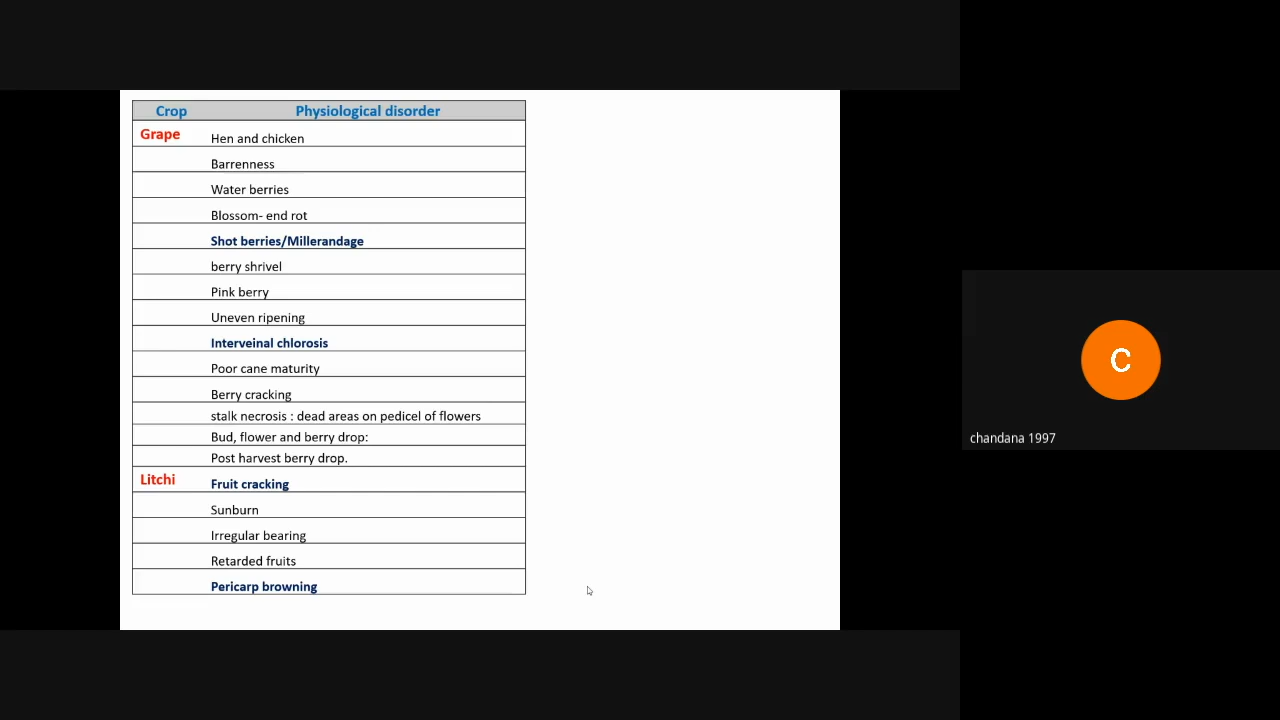 Crop Physiological disorder
Grape Hen and chicken
Barrenness
Water berries
Blossom- end rot
Shot berries/Millerandage
berry shrivel
Pink berry
Uneven ripening
Interveinal chlorosis
Poor cane maturity
Berry cracking
stalk necrosis : dead areas on pedicel of flowers
Bud, flower and berry drop:
Post harvest berry drop.
Litchi Fruit cracking
Sunburn
Irregular bearing
Retarded fruits
Pericarp browning
C
chandana 1997